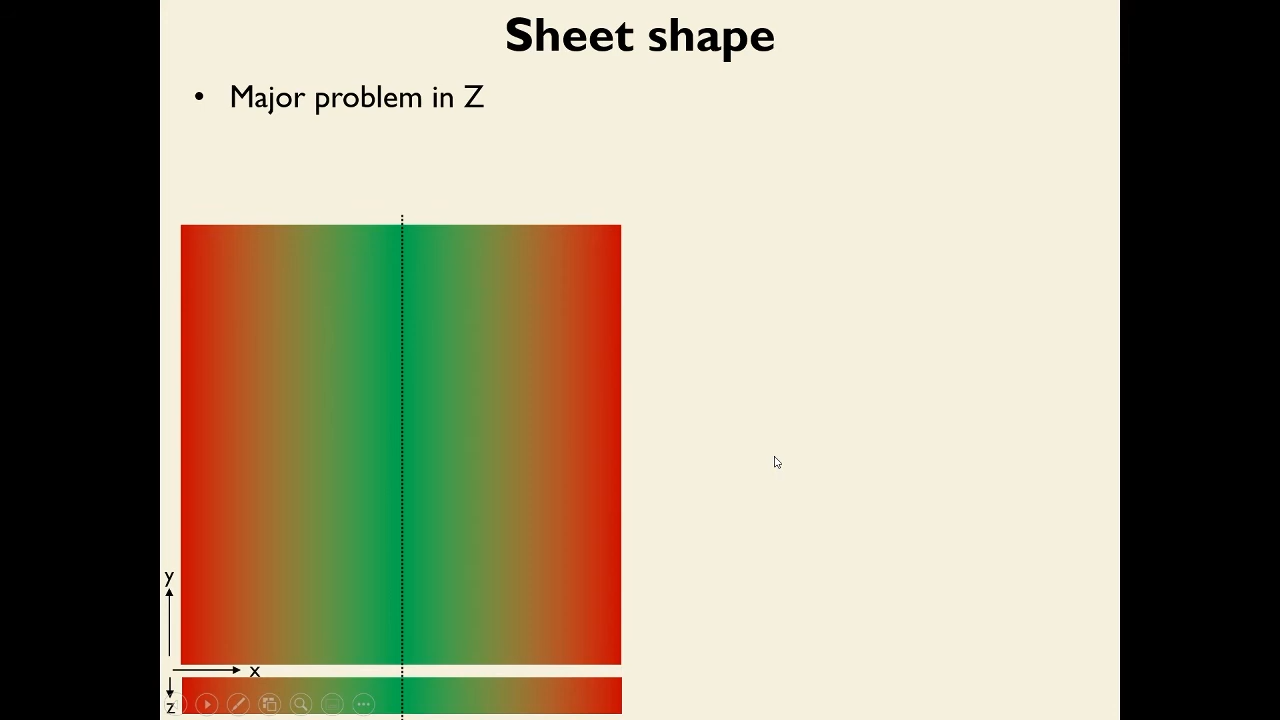 Sheet shape
• Major problem in Z
y
x
z